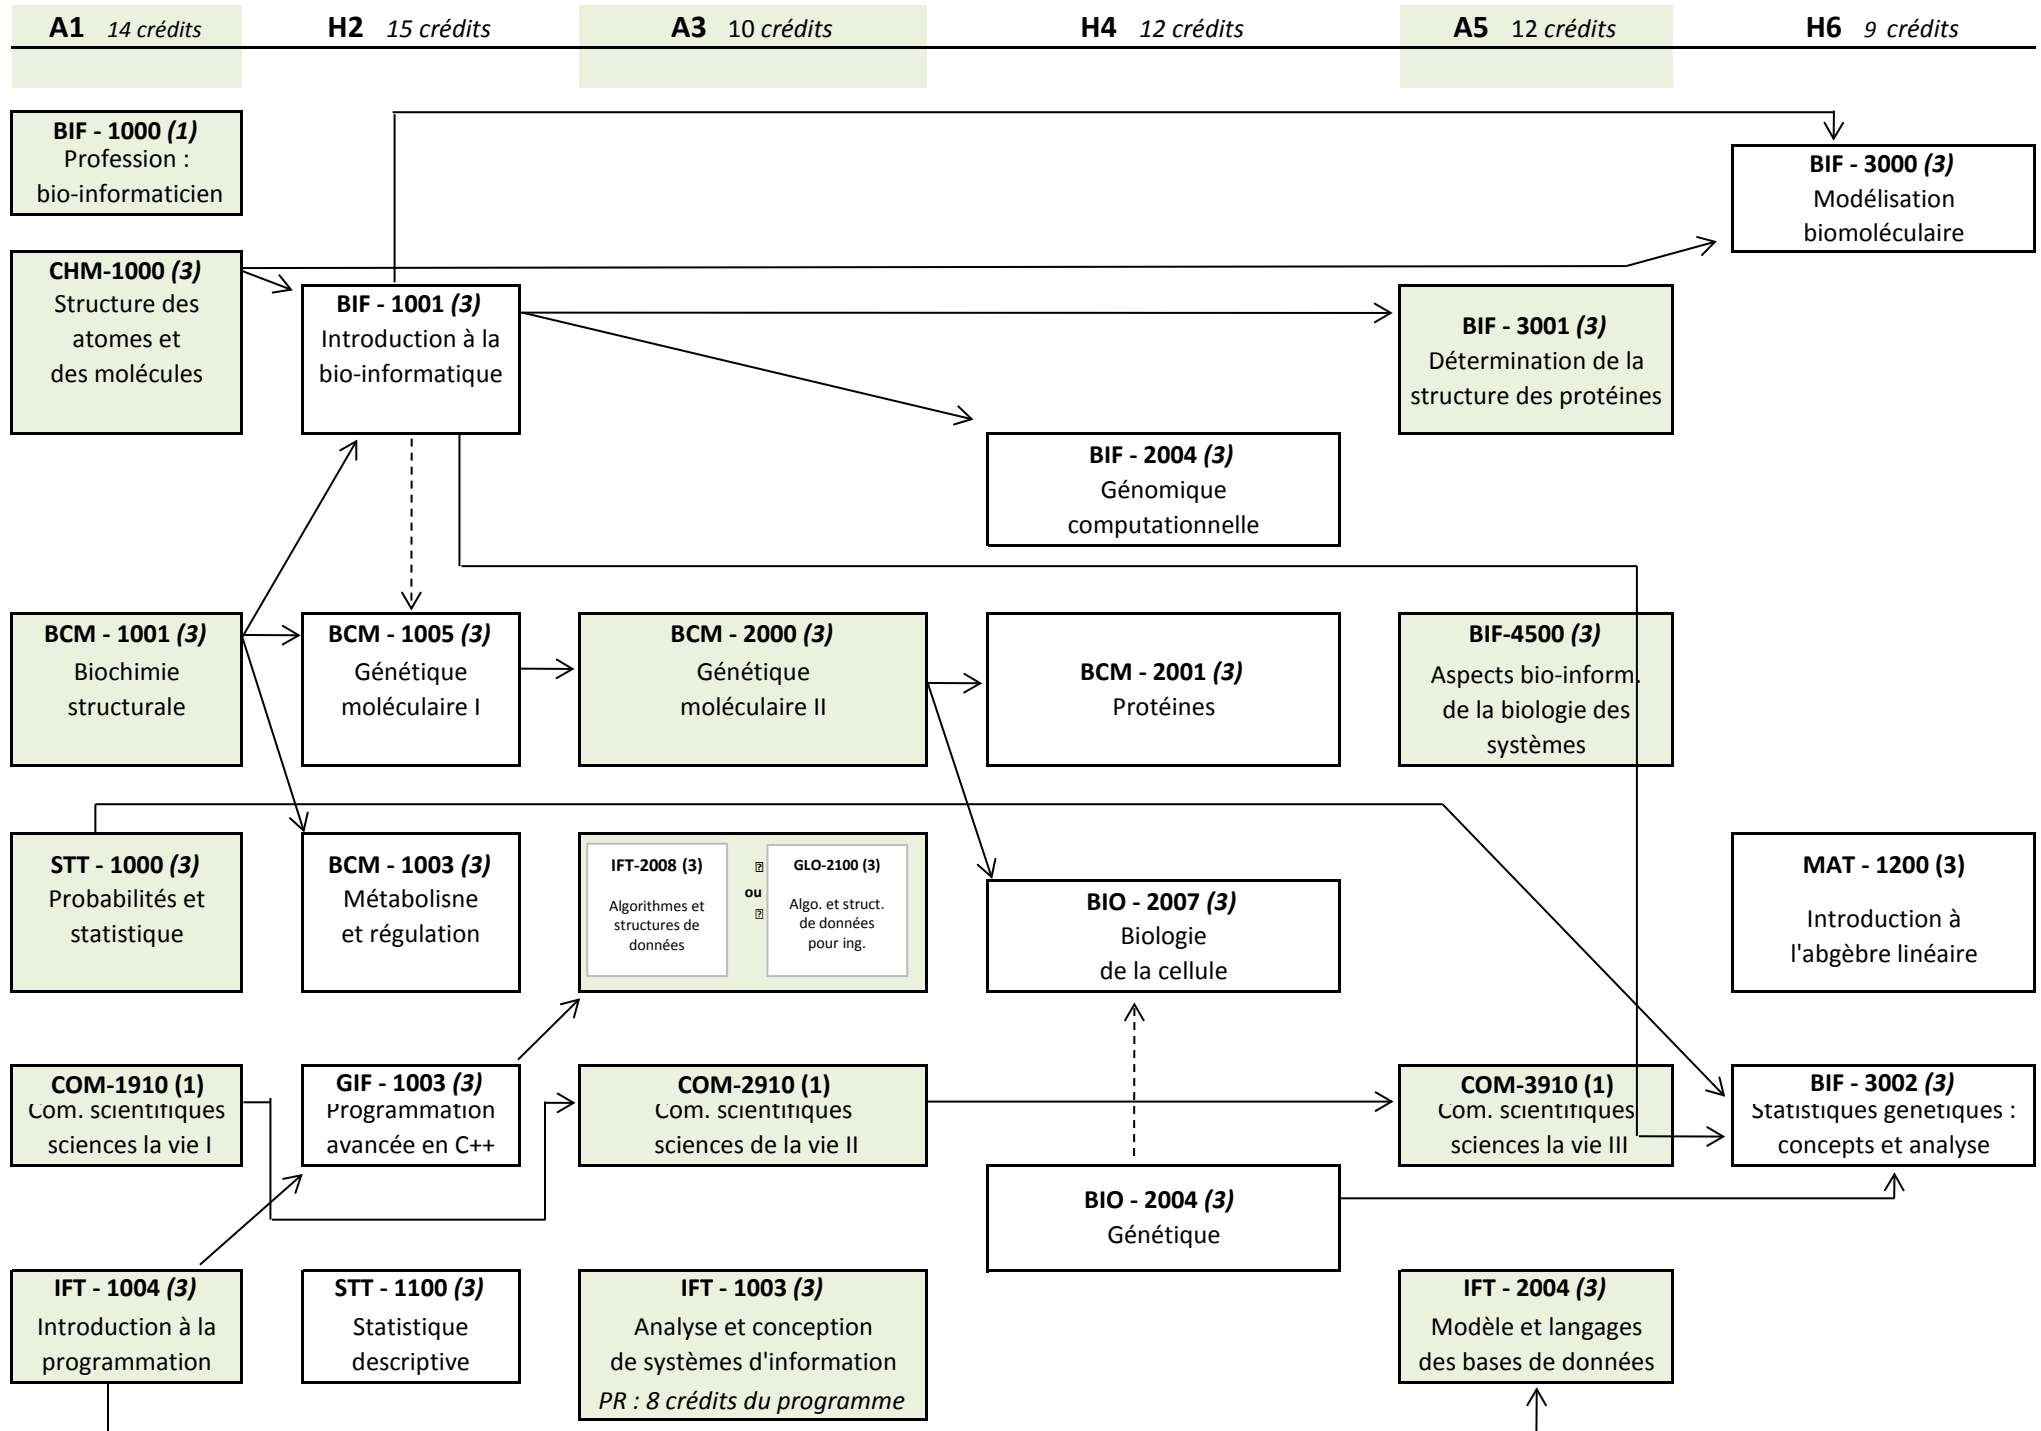 A1 14 crédits
H2 15 crédits
A3 10 crédits
H4 12 crédits
A5 12 crédits
H6 9 crédits
BIF - 1000 (1)
Profession :
bio-informaticien
BIF - 3000 (3)
Modélisation
biomoléculaire
CHM-1000 (3)
Structure des
atomes et
des molécules
BIF - 1001 (3)
Introduction à la
bio-informatique
BIF - 3001 (3)
Détermination de la
structure des protéines
BIF - 2004 (3)
Génomique
computationnelle
BCM - 1001 (3)
Biochimie
structurale
BCM - 1005 (3)
Génétique
moléculaire I
BCM - 2000 (3)
Génétique
moléculaire II
BCM - 2001 (3)
Protéines
BIF-4500 (3)
Aspects bio-inform.
de la biologie des
systèmes
STT - 1000 (3)
Probabilités et
statistique
BCM - 1003 (3)
Métabolisne
et régulation
IFT-2008 (3)
Algorithmes et
structures de
données
ou
GLO-2100 (3)
Algo. et struct.
de données
pour ing.
BIO - 2007 (3)
Biologie
de la cellule
MAT - 1200 (3)
Introduction à
l'abgèbre linéaire
COM-1910 (1)
Com. scientifiques
sciences la vie I
GIF - 1003 (3)
Programmation
avancée en C++
COM-2910 (1)
Com. scientifiques
sciences de la vie II
COM-3910 (1)
Com. scientifiques
sciences la vie III
BIF - 3002 (3)
Statistiques génétiques :
concepts et analyse
BIO - 2004 (3)
Génétique
IFT - 1004 (3)
Introduction à la
programmation
STT - 1100 (3)
Statistique
descriptive
IFT - 1003 (3)
Analyse et conception
de systèmes d'information
PR : 8 crédits du programme
IFT - 2004 (3)
Modèle et langages
des bases de données